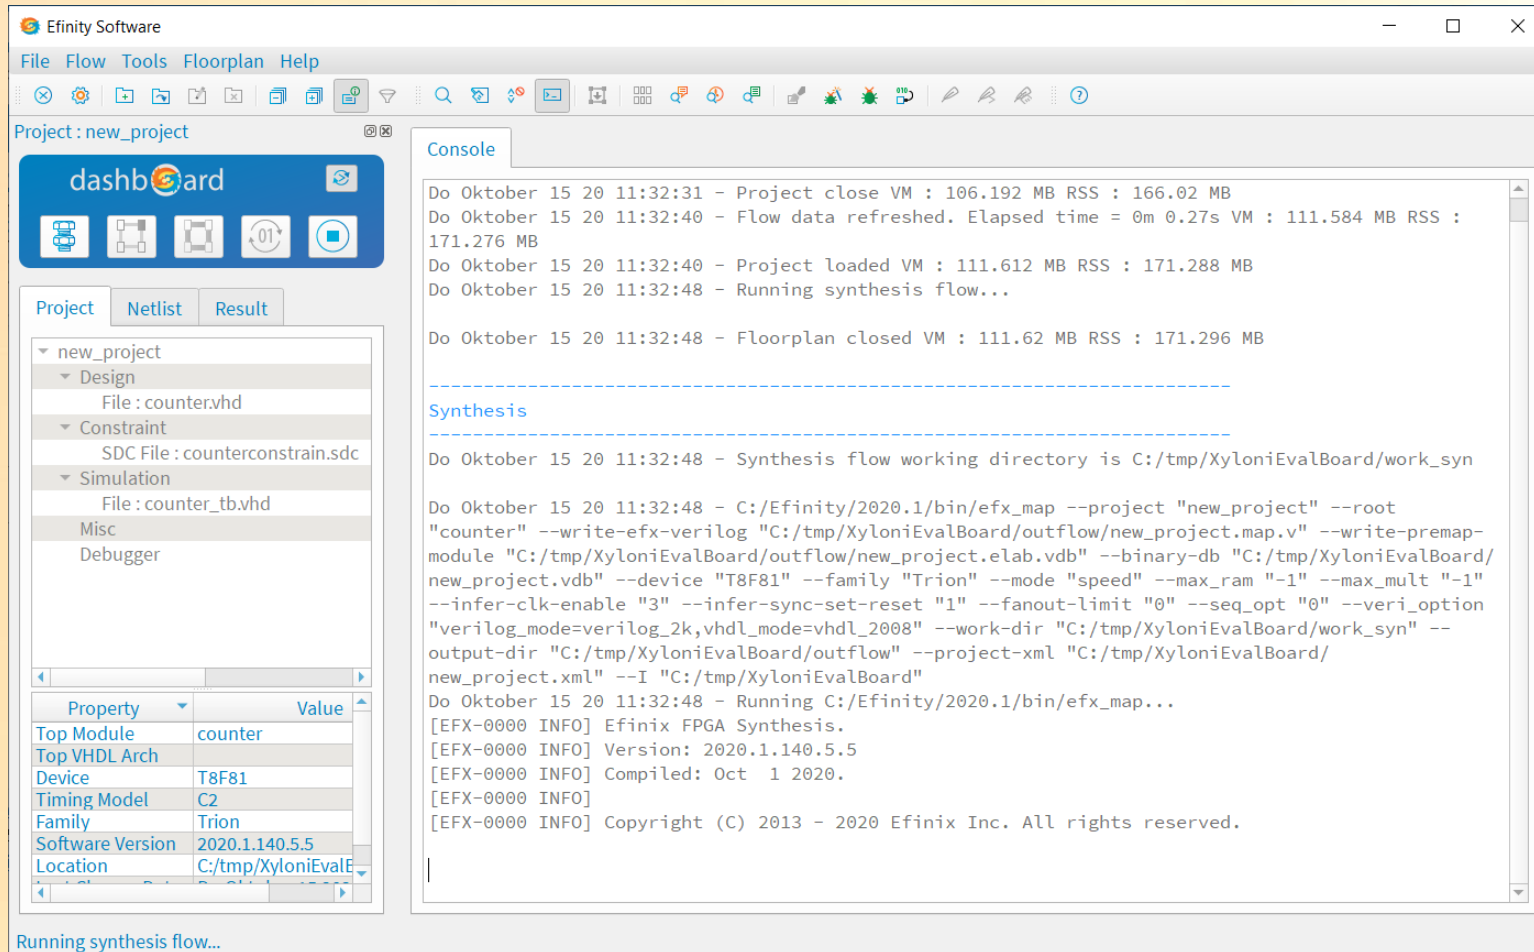 Efinity Software
File Flow Tools Floorplan Help
Project : new_project
dashboard
01
Project Netlist Result
new_project
Design
File : counter.vhd
Constraint
SDC File : counterconstrain.sdc
Simulation
File : counter_tb.vhd
Misc
Debugger
Property Value
Top Module counter
Top VHDL Arch
Device T8F81
Timing Model C2
Family Trion
Software Version 2020.1.140.5.5
Location C:/tmp/XyloniEvalE
Console
Do Oktober 15 20 11:32:31 - Project close VM : 106.192 MB RSS : 166.02 MB
Do Oktober 15 20 11:32:40 - Flow data refreshed. Elapsed time = 0m 0.27s VM : 111.584 MB RSS :
171.276 MB
Do Oktober 15 20 11:32:40 - Project loaded VM : 111.612 MB RSS : 171.288 MB
Do Oktober 15 20 11:32:48 - Running synthesis flow...
Do Oktober 15 20 11:32:48 - Floorplan closed VM : 111.62 MB RSS : 171.296 MB
-------------------------------------------------------------------------
Synthesis
-------------------------------------------------------------------------
Do Oktober 15 20 11:32:48 - Synthesis flow working directory is C:/tmp/XyloniEvalBoard/work_syn
Do Oktober 15 20 11:32:48 - C:/Efinity/2020.1/bin/efx_map --project "new_project" --root
"counter" --write-efx-verilog "C:/tmp/XyloniEvalBoard/outflow/new_project.map.v" --write-premap-
module "C:/tmp/XyloniEvalBoard/outflow/new_project.elab.vdb" --binary-db "C:/tmp/XyloniEvalBoard/
new_project.vdb" --device "T8F81" --family "Trion" --mode "speed" --max_ram "-1" --max_mult "-1"
--infer-clk-enable "3" --infer-sync-set-reset "1" --fanout-limit "0" --seq_opt "0" --veri_option
"verilog_mode=verilog_2k,vhdl_mode=vhdl_2008" --work-dir "C:/tmp/XyloniEvalBoard/work_syn" --
output-dir "C:/tmp/XyloniEvalBoard/outflow" --project-xml "C:/tmp/XyloniEvalBoard/
new_project.xml" --I "C:/tmp/XyloniEvalBoard"
Do Oktober 15 20 11:32:48 - Running C:/Efinity/2020.1/bin/efx_map...
[EFX-0000 INFO] Efinix FPGA Synthesis.
[EFX-0000 INFO] Version: 2020.1.140.5.5
[EFX-0000 INFO] Compiled: Oct  1 2020.
[EFX-0000 INFO]
[EFX-0000 INFO] Copyright (C) 2013 - 2020 Efinix Inc. All rights reserved.
Running synthesis flow...